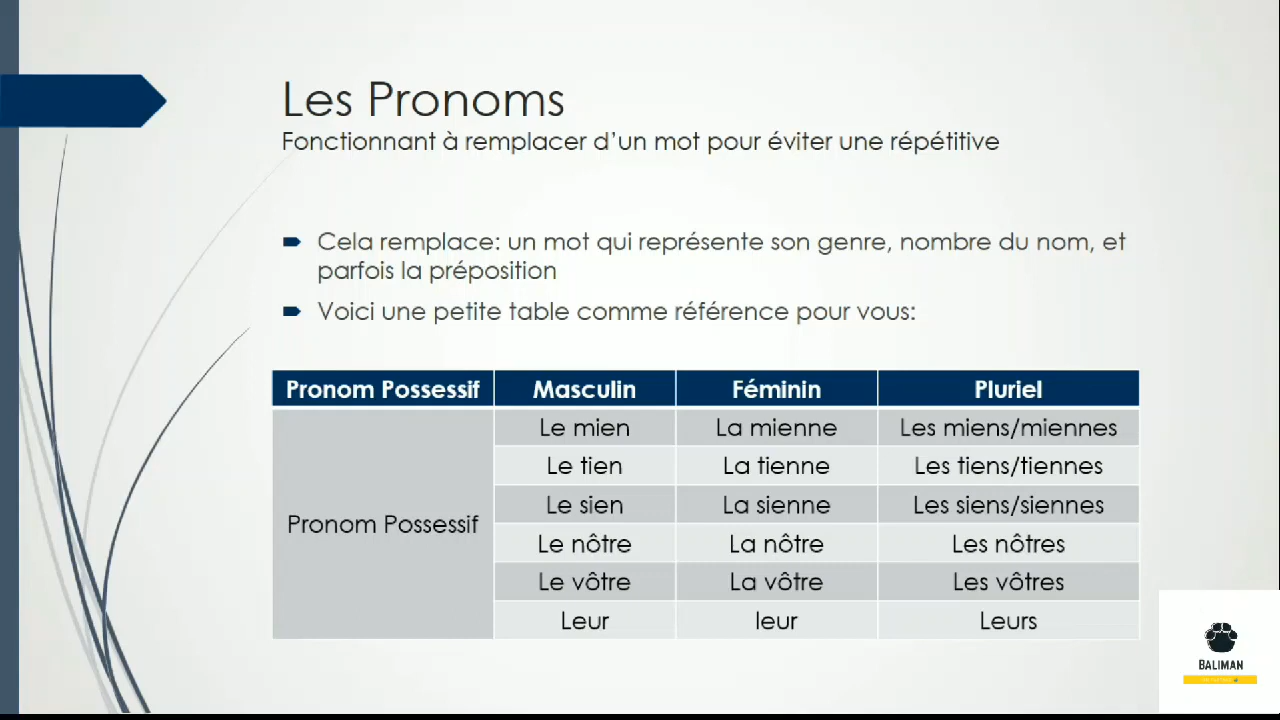 Les Pronoms
Fonctionnant à remplacer d'un mot pour éviter une répétitive
Cela remplace: un mot qui représente son genre, nombre du nom, et
parfois la préposition
Voici une petite table comme référence pour vous:
Pronom Possessif Masculin Féminin Pluriel
Le mien La mienne Les miens/miennes
Le tien La tienne Les tiens/tiennes
Le sien La sienne Les siens/siennes
Pronom Possessif
Le nôtre La nôtre Les nôtres
Le vôtre La vôtre Les vôtres
Leur leur Leurs
BALIMAN